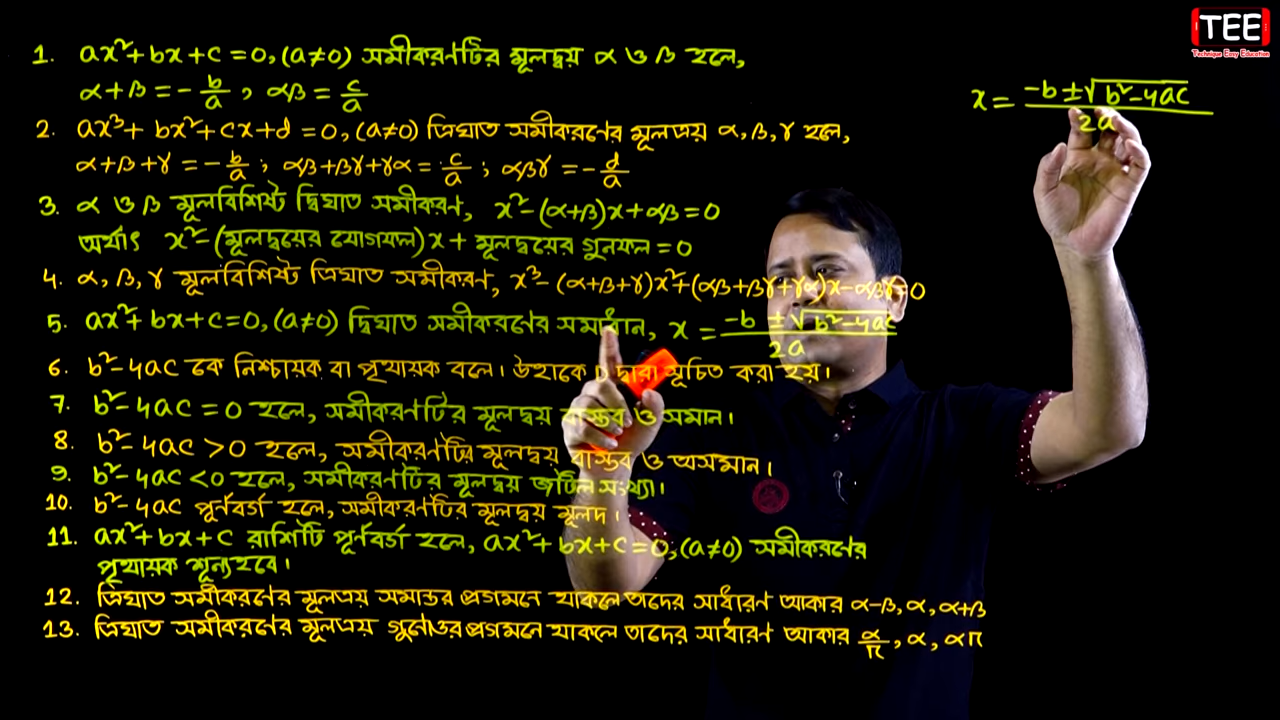 TEE
Technique Easy Education
1. ax²+bx+c=0, (a≠0) সমীকরণটির মূলদ্বয় α ও β হলে,
α+β = -b/a, αβ = c/a
x = (-b ± √(b²-4ac))/2a
2. ax³+bx²+cx+d=0, (a≠0) ত্রিঘাত সমীকরণের মূলত্রয় α, β, γ হলে,
α+β+γ = -b/a; αβ+βγ+γα = c/a; αβγ = -d/a
3. α ও β মূলবিশিষ্ট দ্বিঘাত সমীকরণ, x²-(α+β)x+αβ=0
অর্থাৎ x²-(মূলদ্বয়ের যোগফল)x + মূলদ্বয়ের গুনফল=0
4. α, β, γ মূলবিশিষ্ট ত্রিঘাত সমীকরণ, x³-(α+β+γ)x²+(αβ+βγ+γα)x-αβγ=0
5. ax²+bx+c=0, (a≠0) দ্বিঘাত সমীকরণের সমাধান, x = (-b ± √(b²-4ac))/2a
6. b²-4ac কে নিশ্চায়ক বা পৃথায়ক বলে। উহাকে D দ্বারা সূচিত করা হয়।
7. b²-4ac = 0 হলে, সমীকরণটির মূলদ্বয় বাস্তব ও সমান।
8. b²-4ac >0 হলে, সমীকরণটির মূলদ্বয় বাস্তব ও অসমান।
9. b²-4ac <0 হলে, সমীকরণটির মূলদ্বয় জটিল সংখ্যা।
10. b²-4ac পূর্নবর্গ হলে, সমীকরণটির মূলদ্বয় মূলদ।
11. ax²+bx+c রাশিটি পূর্নবর্গ হলে, ax²+bx+c=0, (a≠0) সমীকরণের
পৃথায়ক শূন্য হবে।
12. ত্রিঘাত সমীকরণের মূলত্রয় সমান্তর প্রগমনে থাকলে তাদের সাধারণ আকার α-β, α, α+β
13. ত্রিঘাত সমীকরণের মূলত্রয় গুনোত্তর প্রগমনে থাকলে তাদের সাধারণ আকার α/π, α, απ